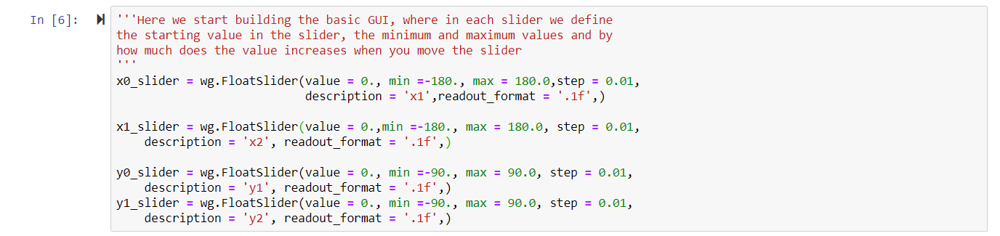 In [6]: '''Here we start building the basic GUI, where in each slider we define
the starting value in the slider, the minimum and maximum values and by
how much does the value increases when you move the slider
'''
x0_slider = wg.FloatSlider(value = 0., min =-180., max = 180.0,step = 0.01,
                           description = 'x1',readout_format = '.1f',)

x1_slider = wg.FloatSlider(value = 0.,min =-180., max = 180.0, step = 0.01,
    description = 'x2', readout_format = '.1f',)

y0_slider = wg.FloatSlider(value = 0., min =-90., max = 90.0, step = 0.01,
    description = 'y1', readout_format = '.1f',)
y1_slider = wg.FloatSlider(value = 0., min =-90., max = 90.0, step = 0.01,
    description = 'y2', readout_format = '.1f',)